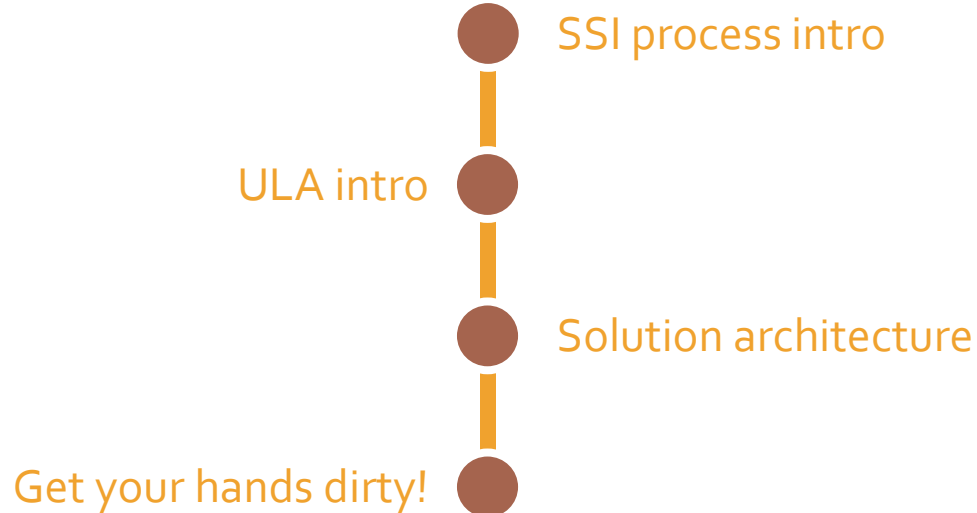 SSI process intro
ULA intro
Solution architecture
Get your hands dirty!